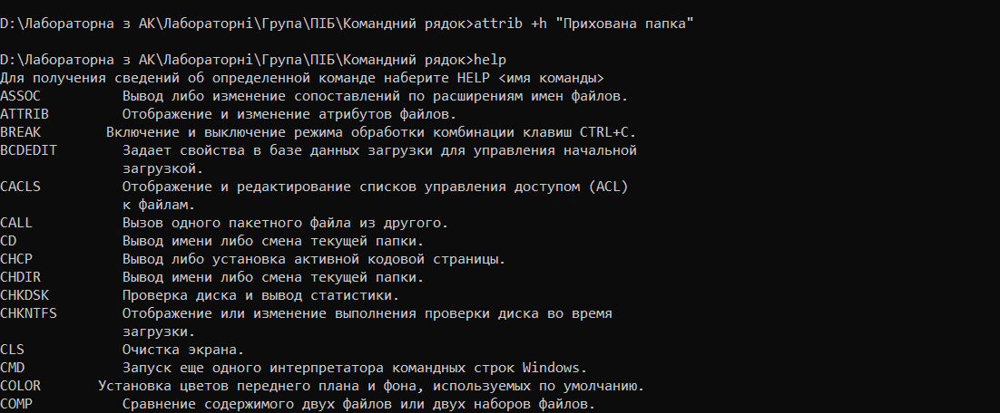 D:\Лабораторна з АК\Лабораторні\Група\ПІБ\Командний рядок>attrib +h "Прихована папка"
D:\Лабораторна з АК\Лабораторні\Група\ПІБ\Командний рядок>help
Для получения сведений об определенной команде наберите HELP <имя команды>
ASSOC          Вывод либо изменение сопоставлений по расширениям имен файлов.
ATTRIB         Отображение и изменение атрибутов файлов.
BREAK        Включение и выключение режима обработки комбинации клавиш CTRL+C.
BCDEDIT        Задает свойства в базе данных загрузки для управления начальной
               загрузкой.
CACLS          Отображение и редактирование списков управления доступом (ACL)
               к файлам.
CALL           Вызов одного пакетного файла из другого.
CD             Вывод имени либо смена текущей папки.
CHCP           Вывод либо установка активной кодовой страницы.
CHDIR          Вывод имени либо смена текущей папки.
CHKDSK         Проверка диска и вывод статистики.
CHKNTFS        Отображение или изменение выполнения проверки диска во время
               загрузки.
CLS            Очистка экрана.
CMD            Запуск еще одного интерпретатора командных строк Windows.
COLOR       Установка цветов переднего плана и фона, используемых по умолчанию.
COMP           Сравнение содержимого двух файлов или двух наборов файлов.